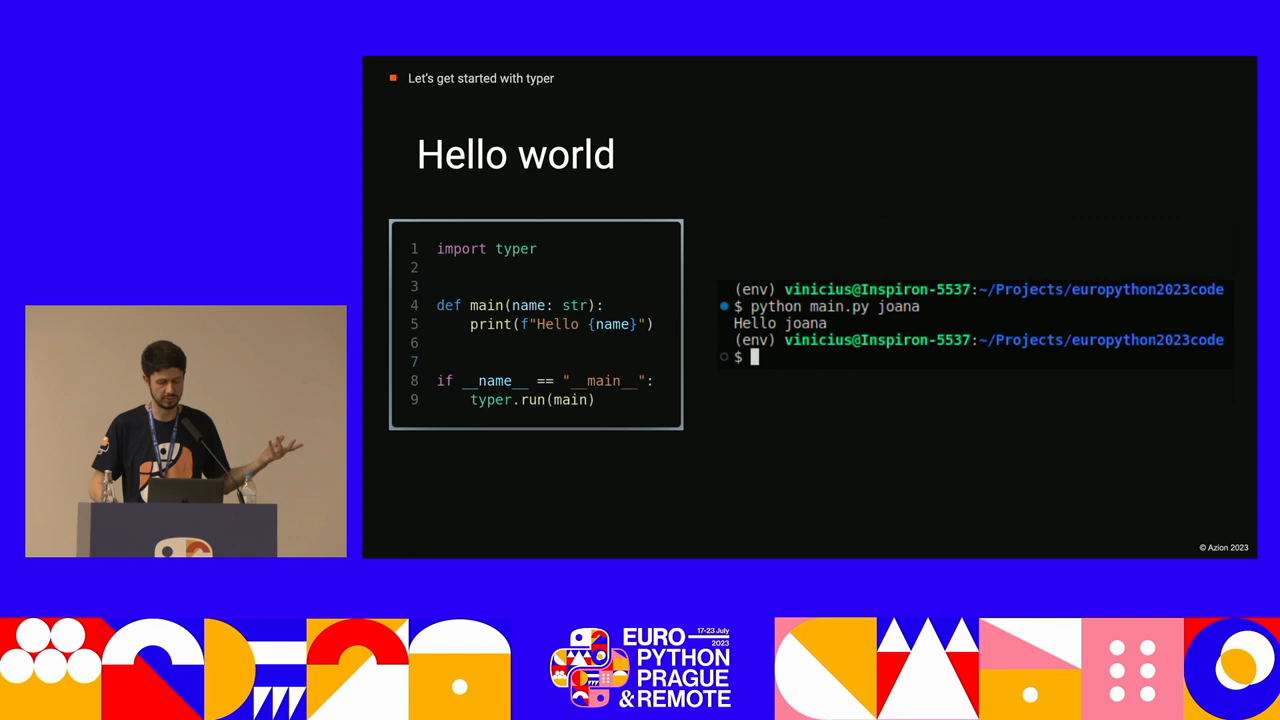 Let's get started with typer
Hello world
1 import typer
2
3
4 def main(name: str):
5 print(f"Hello {name}")
6
7
8 if __name__ == "__main__":
9 typer.run(main)
(env) vinicius@Inspiron-5537:~/Projects/europython2023code
$ python main.py joana
Hello joana
(env) vinicius@Inspiron-5537:~/Projects/europython2023code
$
© Azion 2023
EURO
17-23 July
2023
PYTHON
PRAGUE
& REMOTE